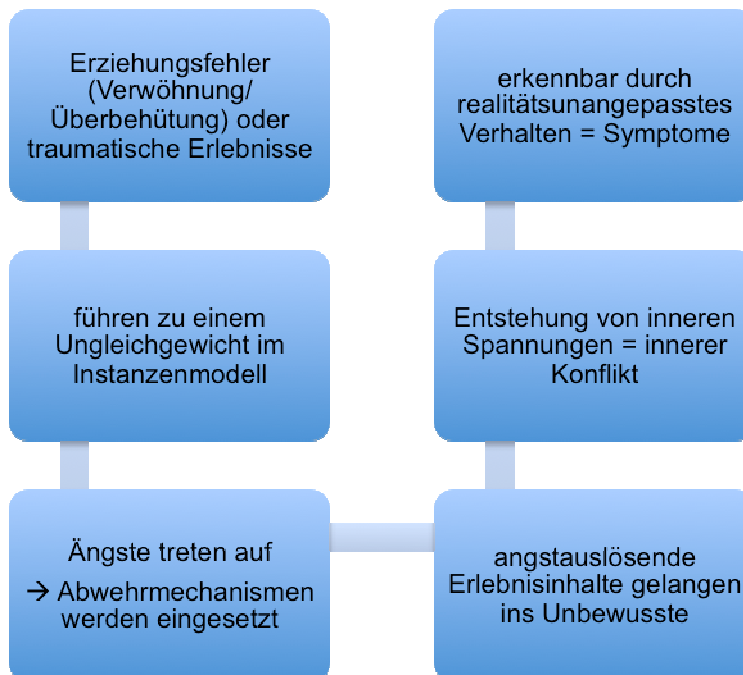 Erziehungsfehler
(Verwöhnung/
Überbehütung) oder
traumatische Erlebnisse
führen zu einem
Ungleichgewicht im
Instanzenmodell
Ängste treten auf
→ Abwehrmechanismen
werden eingesetzt
angstauslösende
Erlebnisinhalte gelangen
ins Unbewusste
Entstehung von inneren
Spannungen = innerer
Konflikt
erkennbar durch
realitätsunangepasstes
Verhalten = Symptome